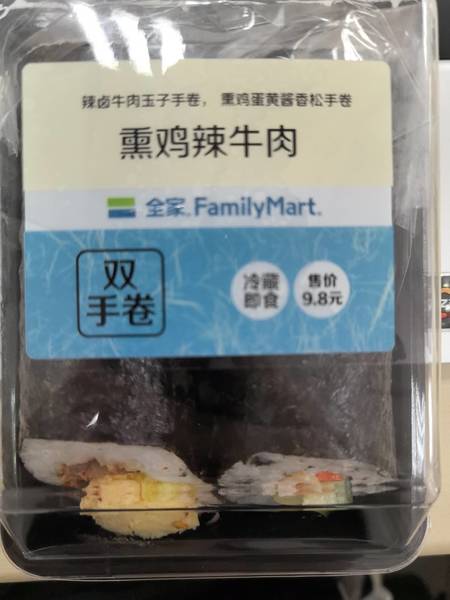 辣卤牛肉玉子手卷，熏鸡蛋黄酱香松手卷
熏鸡辣牛肉
全家 FamilyMart
双
手卷
冷藏
即食
售价
9.8元